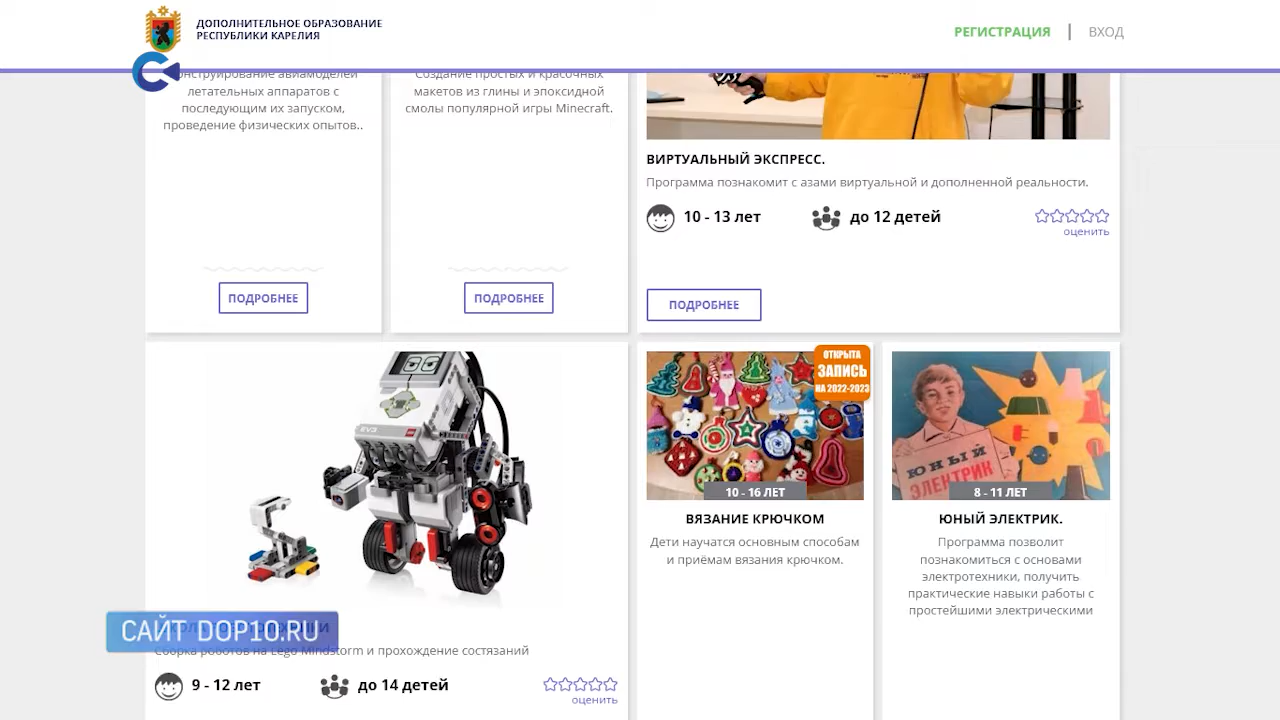 ДОПОЛНИТЕЛЬНОЕ ОБРАЗОВАНИЕ
РЕСПУБЛИКИ КАРЕЛИЯ
РЕГИСТРАЦИЯ | ВХОД
летательных аппаратов с
последующим их запуском,
проведение физических опытов..
ПОДРОБНЕЕ
Создание простых и красочных
макетов из глины и эпоксидной
смолы популярной игры Minecraft.
ПОДРОБНЕЕ
ВИРТУАЛЬНЫЙ ЭКСПРЕСС.
Программа познакомит с азами виртуальной и дополненной реальности.
10 - 13 лет
до 12 детей
оценить
ПОДРОБНЕЕ
EV3
САЙТ DOP10.RU
Сборка роботов на Lego Mindstorm и прохождение состязаний
9 - 12 лет
до 14 детей
оценить
ОТКРЫТА
ЗАПИСЬ
НА 2022-2023
10 - 16 ЛЕТ
ВЯЗАНИЕ КРЮЧКОМ
Дети научатся основным способам
и приёмам вязания крючком.
ЮНЫЙ
ЭЛЕКТРИК
8 - 11 ЛЕТ
ЮНЫЙ ЭЛЕКТРИК.
Программа позволит
познакомиться с основами
электротехники, получить
практические навыки работы с
простейшими электрическими